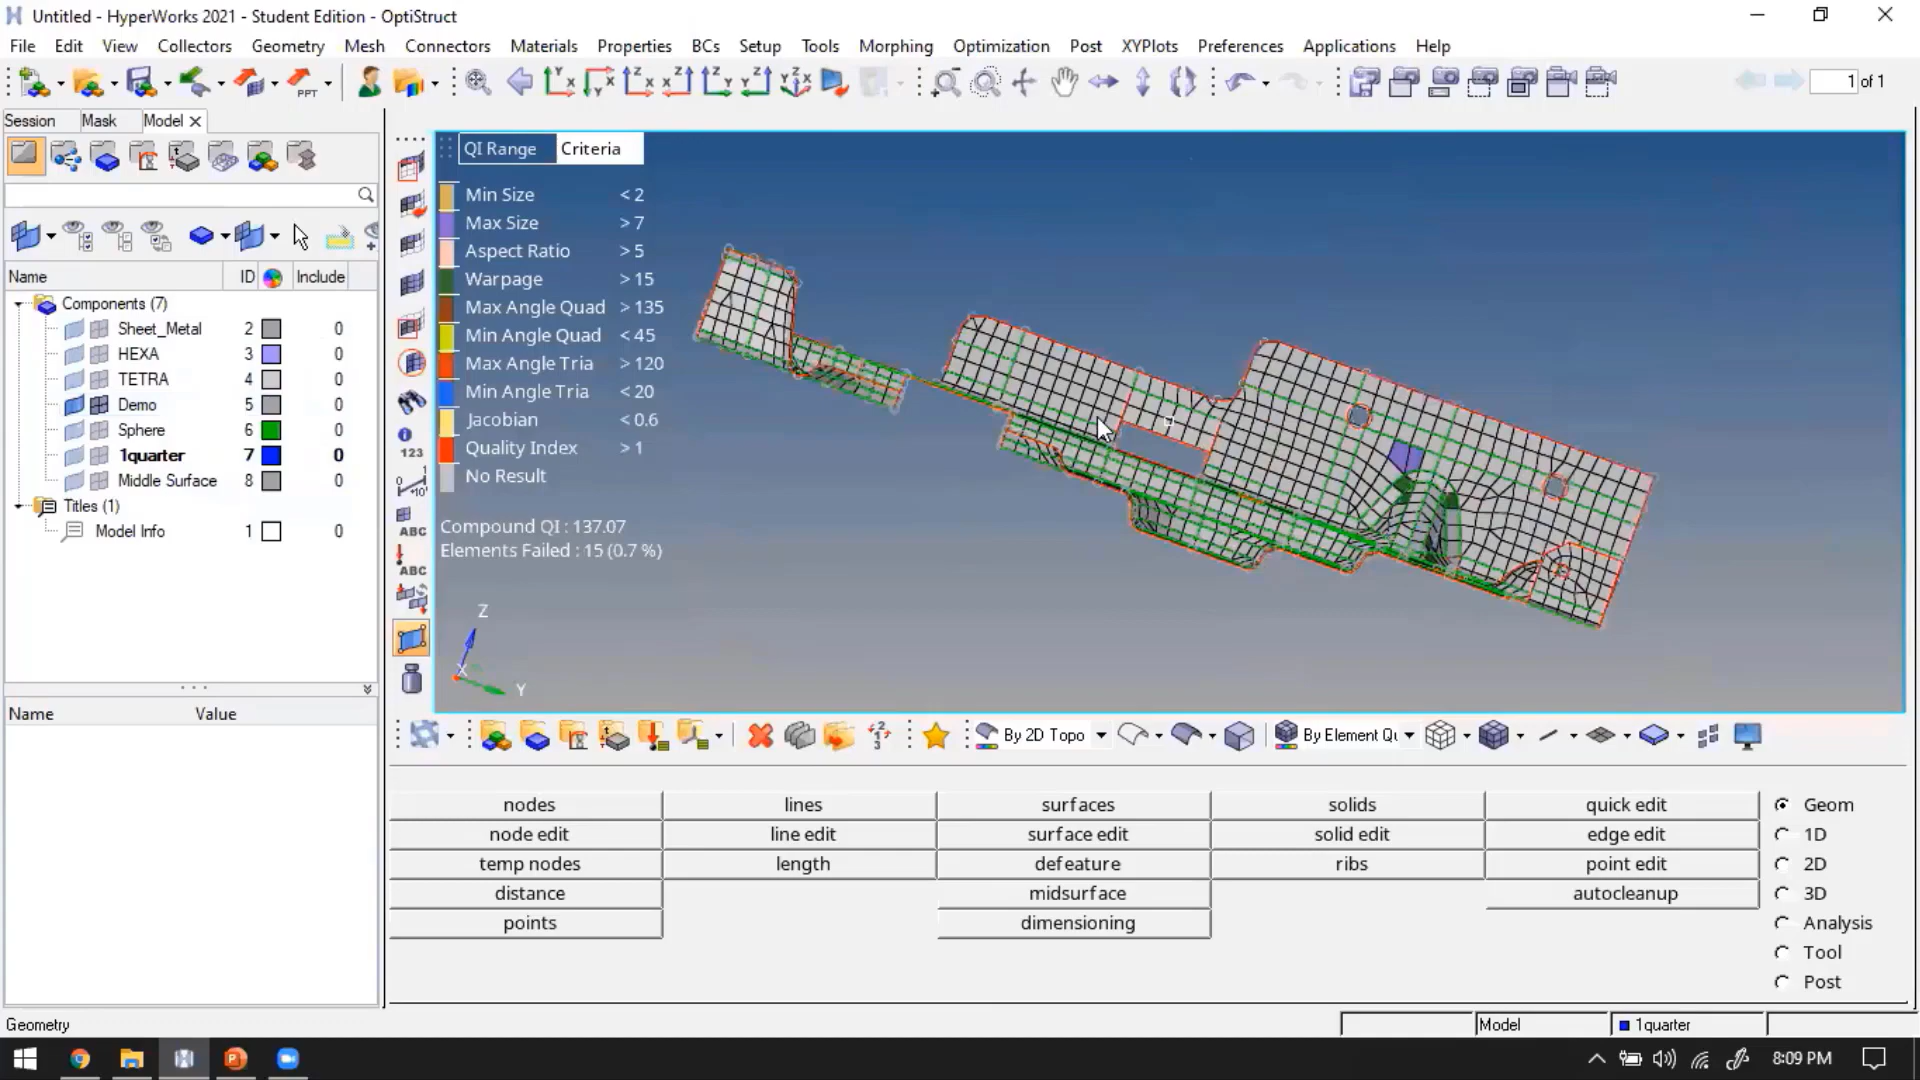 Untitled - HyperWorks 2021 - Student Edition - OptiStruct
File Edit View Collectors Geometry Mesh Connectors Materials Properties BCs Setup Tools Morphing Optimization Post XYPlots Preferences Applications Help
PPT
1 of 1
Session Mask Model
Name ID Include
Components (7)
Sheet_Metal 2 0
HEXA 3 0
TETRA 4 0
Demo 5 0
Sphere 6 0
1quarter 7 0
Middle Surface 8 0
Titles (1)
Model Info 1 0
Name Value
123
ABC
ABC
QI Range Criteria
Min Size < 2
Max Size > 7
Aspect Ratio > 5
Warpage > 15
Max Angle Quad > 135
Min Angle Quad < 45
Max Angle Tria > 120
Min Angle Tria < 20
Jacobian < 0.6
Quality Index > 1
No Result
Compound QI : 137.07
Elements Failed : 15 (0.7 %)
Z
X
Y
By 2D Topo By Element Qu
nodes lines surfaces solids quick edit Geom
node edit line edit surface edit solid edit edge edit 1D
temp nodes length defeature ribs point edit 2D
distance midsurface autocleanup 3D
points dimensioning Analysis
Tool
Post
Geometry Model 1quarter
8:09 PM